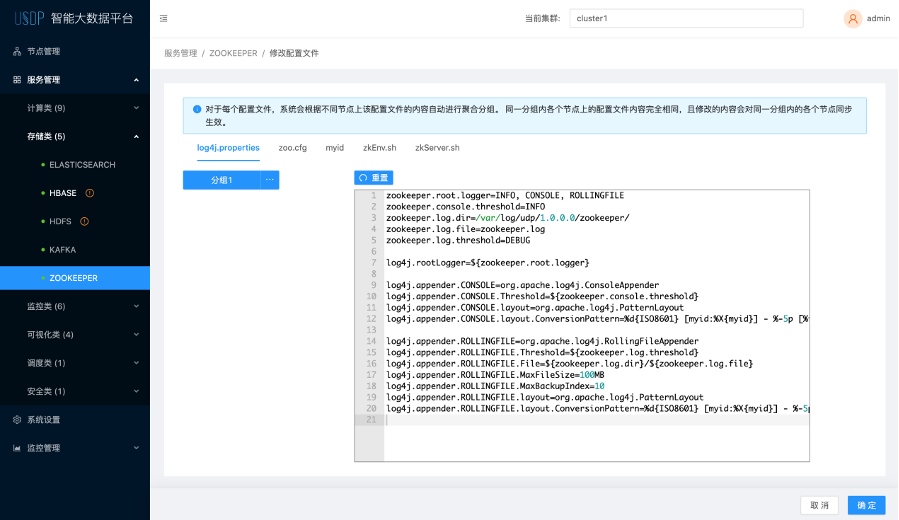 USDP 智能大数据平台
当前集群: cluster1
admin
节点管理
服务管理
计算类 (9)
存储类 (5)
ELASTICSEARCH
HBASE
HDFS
KAFKA
ZOOKEEPER
监控类 (6)
可视化类 (4)
调度类 (1)
安全类 (1)
系统设置
监控管理
服务管理 / ZOOKEEPER / 修改配置文件
对于每个配置文件，系统会根据不同节点上该配置文件的内容自动进行聚合分组。 同一分组内各个节点上的配置文件内容完全相同，且修改的内容会对同一分组内的各个节点同步
生效。
log4j.properties zoo.cfg myid zkEnv.sh zkServer.sh
分组1 ···
重置
1 zookeeper.root.logger=INFO, CONSOLE, ROLLINGFILE
2 zookeeper.console.threshold=INFO
3 zookeeper.log.dir=/var/log/udp/1.0.0.0/zookeeper/
4 zookeeper.log.file=zookeeper.log
5 zookeeper.log.threshold=DEBUG
6
7 log4j.rootLogger=${zookeeper.root.logger}
8
9 log4j.appender.CONSOLE=org.apache.log4j.ConsoleAppender
10 log4j.appender.CONSOLE.Threshold=${zookeeper.console.threshold}
11 log4j.appender.CONSOLE.layout=org.apache.log4j.PatternLayout
12 log4j.appender.CONSOLE.layout.ConversionPattern=%d{ISO8601} [myid:%X{myid}] - %-5p [%
13
14 log4j.appender.ROLLINGFILE=org.apache.log4j.RollingFileAppender
15 log4j.appender.ROLLINGFILE.Threshold=${zookeeper.log.threshold}
16 log4j.appender.ROLLINGFILE.File=${zookeeper.log.dir}/${zookeeper.log.file}
17 log4j.appender.ROLLINGFILE.MaxFileSize=100MB
18 log4j.appender.ROLLINGFILE.MaxBackupIndex=10
19 log4j.appender.ROLLINGFILE.layout=org.apache.log4j.PatternLayout
20 log4j.appender.ROLLINGFILE.layout.ConversionPattern=%d{ISO8601} [myid:%X{myid}] - %-5p
21
取消 确定